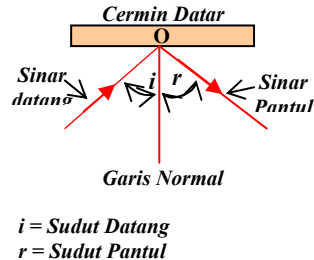 Cermin Datar
O
Sinar datang
i
r
Sinar Pantul
Garis Normal
i = Sudut Datang
r = Sudut Pantul